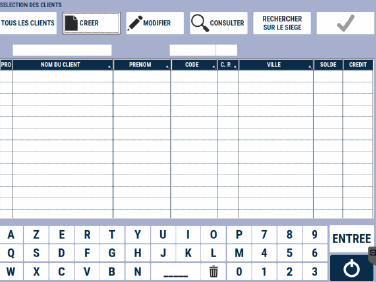 SELECTION DES CLIENTS
TOUS LES CLIENTS CREER MODIFIER CONSULTER RECHERCHER SUR LE SIEGE
PRO NOM DU CLIENT PRENOM CODE C. P. VILLE SOLDE CREDIT
A Z E R T Y U I O P 7 8 9
Q S D F G H J K L M 4 5 6 ENTREE
W X C V B N 0 1 2 3